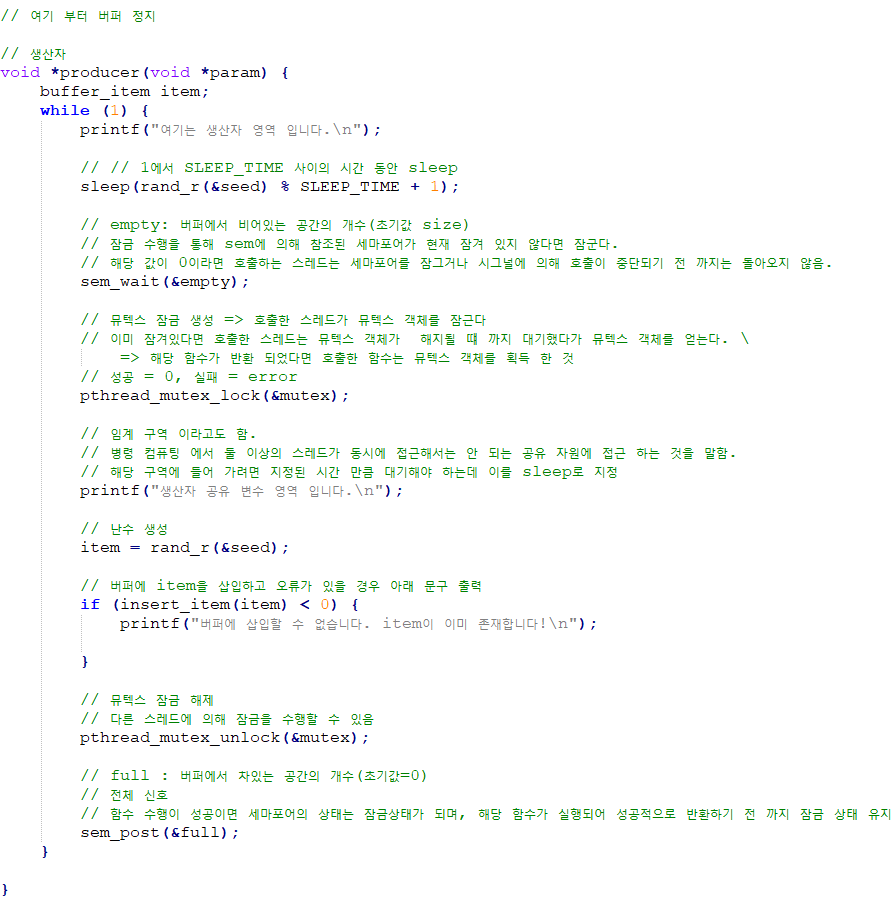 // 여기 부터 버퍼 정지
// 생산자
void *producer(void *param) {
buffer_item item;
while (1) {
printf("여기는 생산자 영역 입니다.\n");
// // 1에서 SLEEP_TIME 사이의 시간 동안 sleep
sleep(rand_r(&seed) % SLEEP_TIME + 1);
// empty: 버퍼에서 비어있는 공간의 개수(초기값 size)
// 잠금 수행을 통해 sem에 의해 참조된 세마포어가 현재 잠겨 있지 않다면 잠군다.
// 해당 값이 0이라면 호출하는 스레드는 세마포어를 잠그거나 시그널에 의해 호출이 중단되기 전 까지는 돌아오지 않음.
sem_wait(&empty);
// 뮤텍스 잠금 생성 => 호출한 스레드가 뮤텍스 객체를 잠근다
// 이미 잠겨있다면 호출한 스레드는 뮤텍스 객체가 해지될 떄 까지 대기했다가 뮤텍스 객체를 얻는다. \
=> 해당 함수가 반환 되었다면 호출한 함수는 뮤텍스 객체를 획득 한 것
// 성공 = 0, 실패 = error
pthread_mutex_lock(&mutex);
// 임계 구역 이라고도 함.
// 병렬 컴퓨팅 에서 둘 이상의 스레드가 동시에 접근해서는 안 되는 공유 자원에 접근 하는 것을 말함.
// 해당 구역에 들어 가려면 지정된 시간 만큼 대기해야 하는데 이를 sleep로 지정
printf("생산자 공유 변수 영역 입니다.\n");
// 난수 생성
item = rand_r(&seed);
// 버퍼에 item을 삽입하고 오류가 있을 경우 아래 문구 출력
if (insert_item(item) < 0) {
printf("버퍼에 삽입할 수 없습니다. item이 이미 존재합니다!\n");
}
// 뮤텍스 잠금 해제
// 다른 스레드에 의해 잠금을 수행할 수 있음
pthread_mutex_unlock(&mutex);
// full : 버퍼에서 차있는 공간의 개수(초기값=0)
// 전체 신호
// 함수 수행이 성공이면 세마포어의 상태는 잠금상태가 되며, 해당 함수가 실행되어 성공적으로 반환하기 전 까지 잠금 상태 유지
sem_post(&full);
}
}